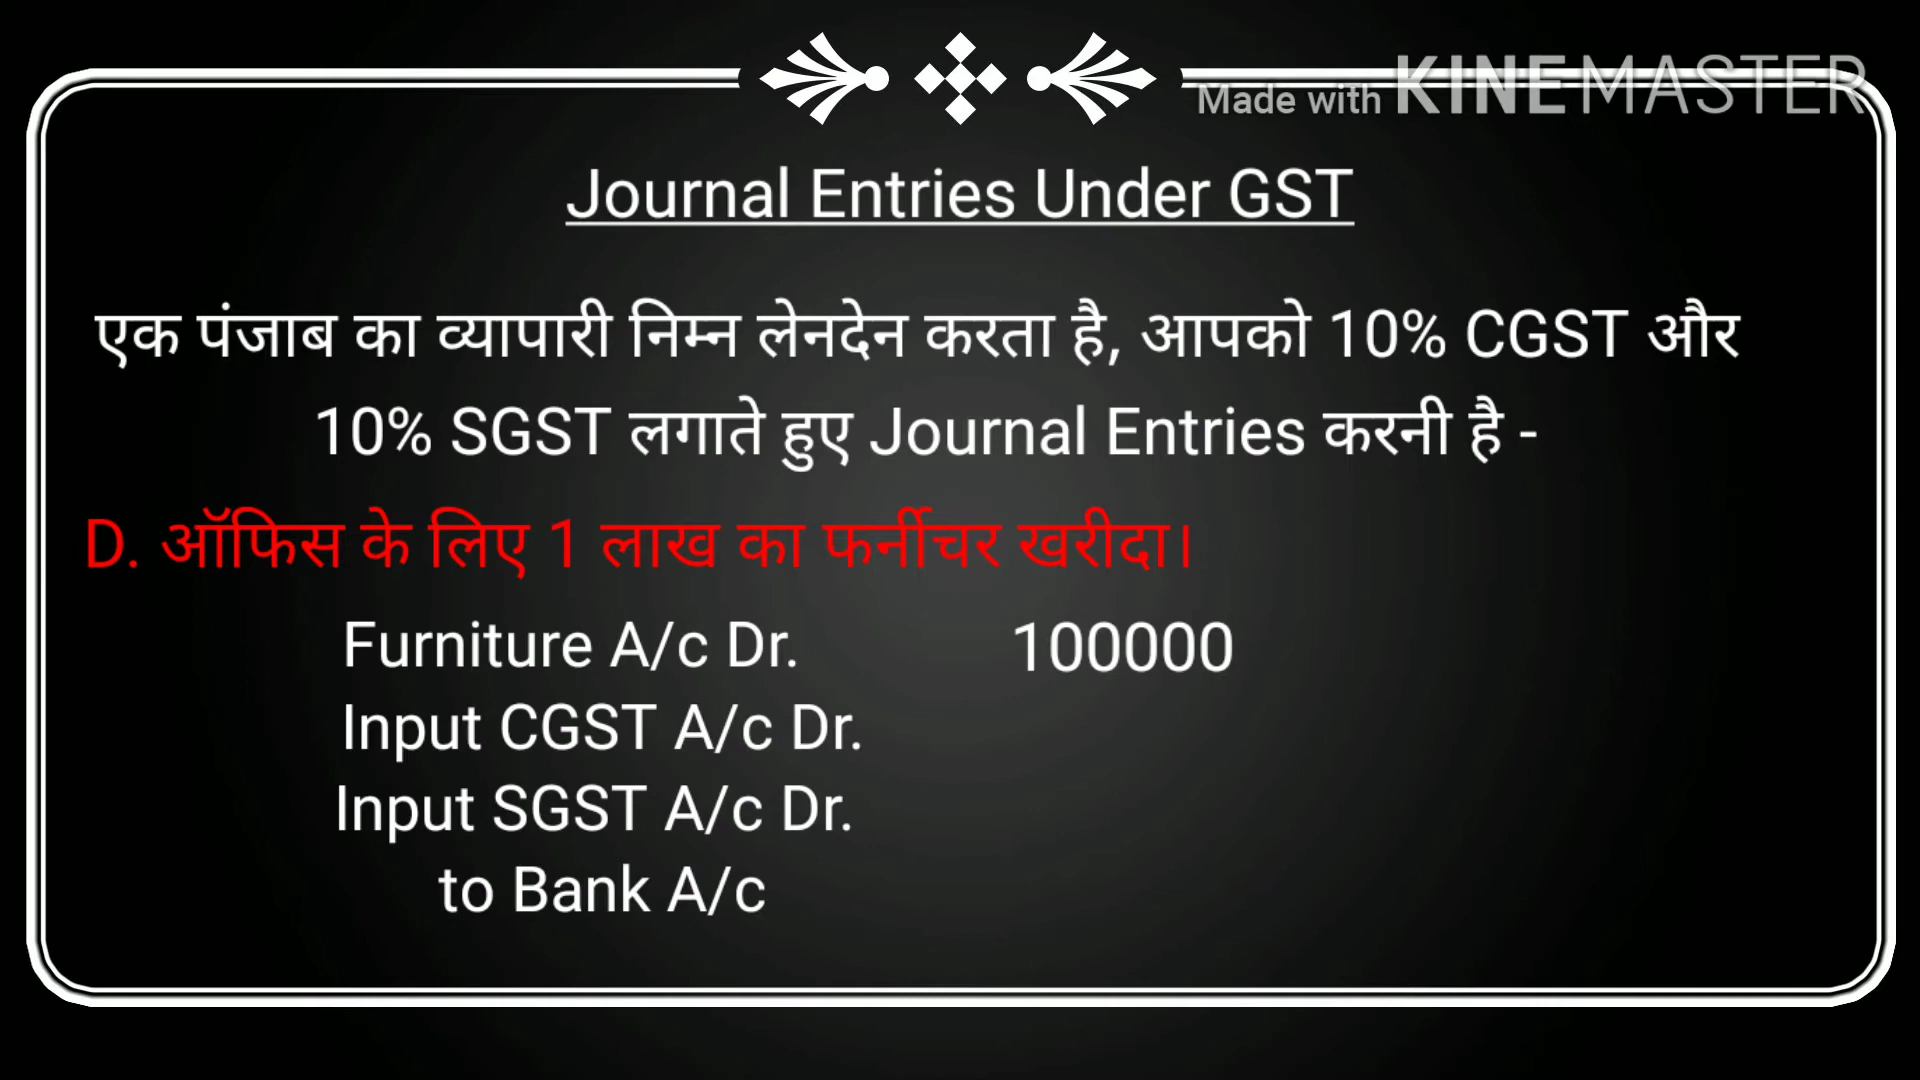 Made with KINEMASTER
Journal Entries Under GST
एक पंजाब का व्यापारी निम्न लेनदेन करता है, आपको 10% CGST और
10% SGST लगाते हुए Journal Entries करनी है -
D. ऑफिस के लिए 1 लाख का फर्नीचर खरीदा।
Furniture A/c Dr. 100000
Input CGST A/c Dr.
Input SGST A/c Dr.
to Bank A/c